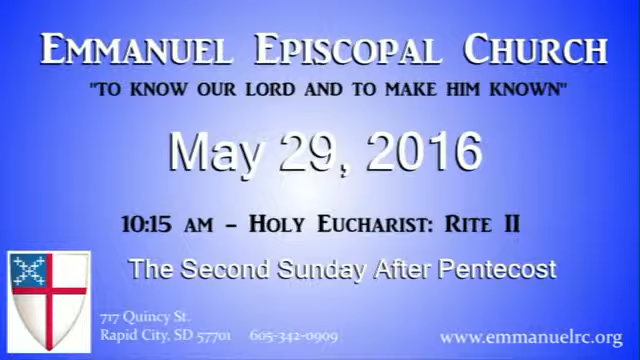 Emmanuel Episcopal Church
"to know our Lord and to make Him known"
May 29, 2016
10:15 am – Holy Eucharist: Rite II
The Second Sunday After Pentecost
717 Quincy St.
Rapid City, SD 57701 605-342-0909
www.emmanuelrc.org